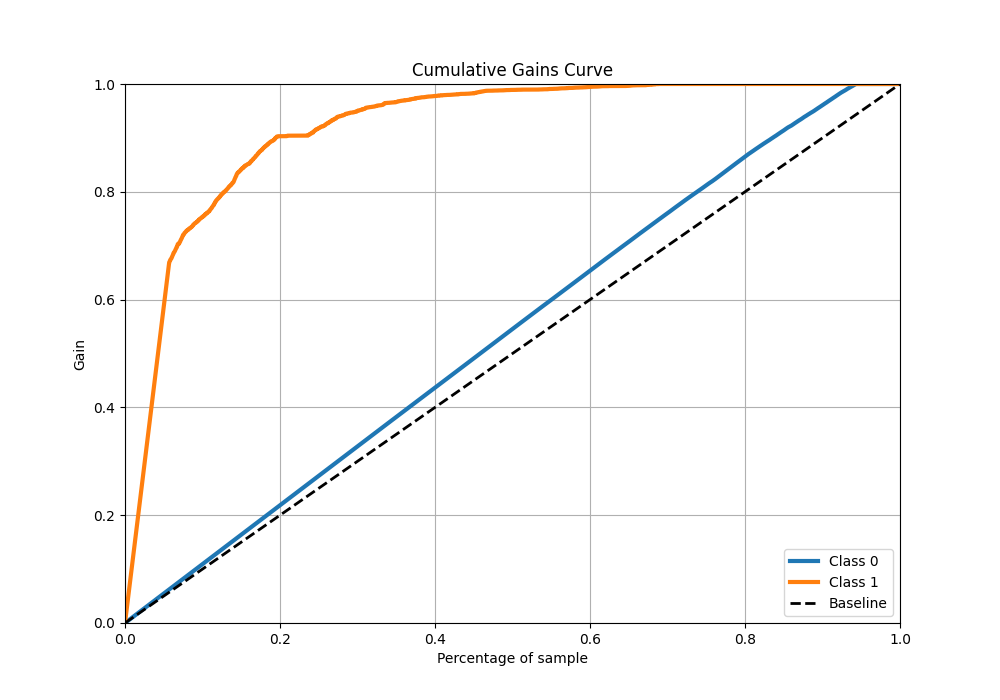 Cumulative Gains Curve
1.0
0.8
0.6
0.4
0.2
0.0
Gain
0.0 0.2 0.4 0.6 0.8 1.0
Percentage of sample
Class 0
Class 1
Baseline